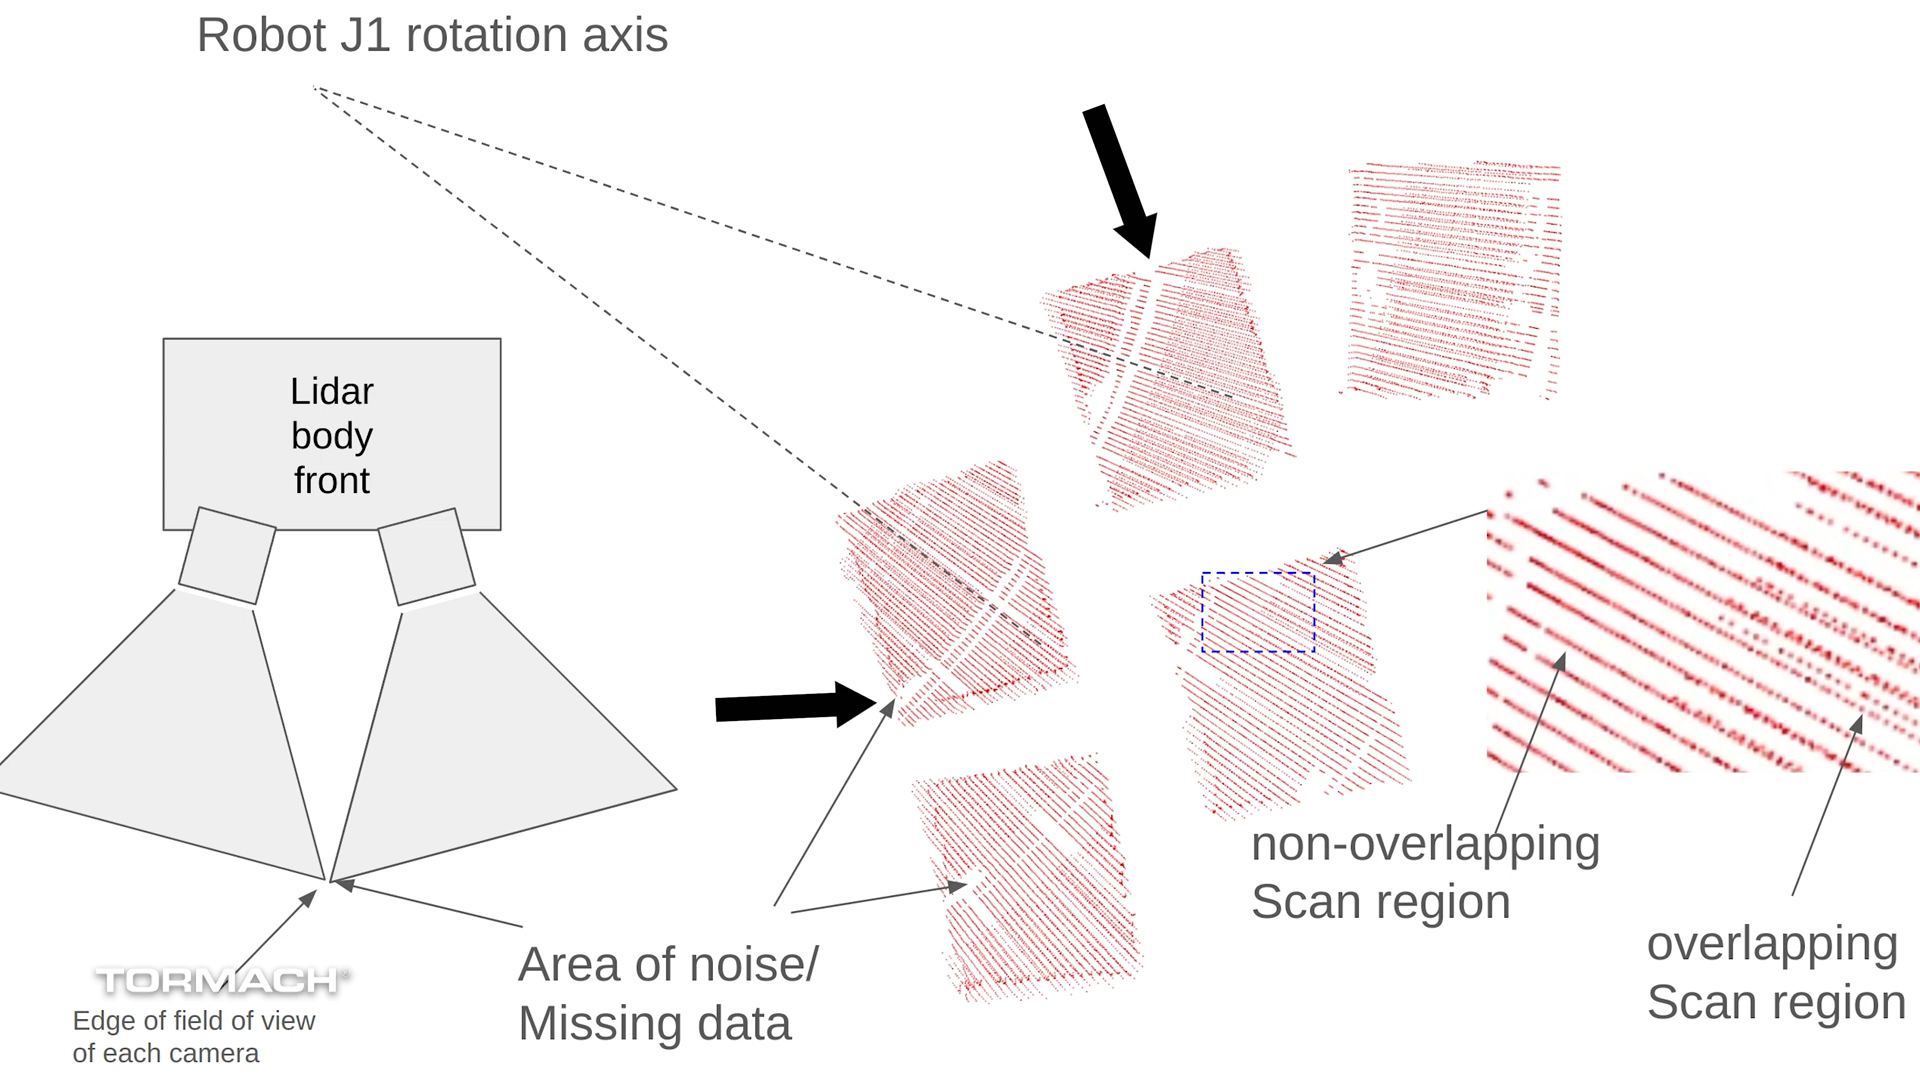 Robot J1 rotation axis
Lidar
body
front
non-overlapping
Scan region
overlapping
Scan region
Area of noise/
Missing data
TORMACH®
Edge of field of view
of each camera